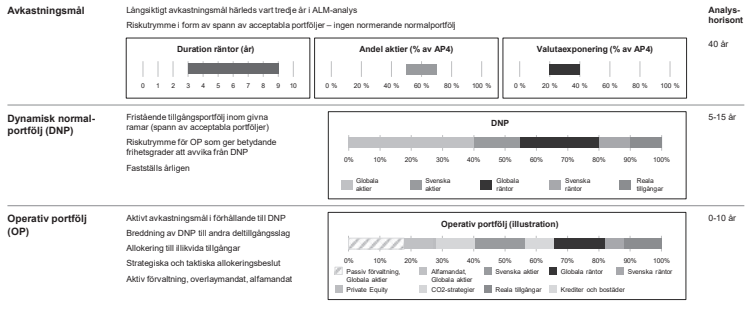 Avkastningsmål
Långsiktigt avkastningsmål härleds vart tredje år i ALM-analys
Riskutrymme i form av spann av acceptabla portföljer – ingen normerande normalportfölj
Analys-
horisont
40 år
Duration räntor (år)
0 1 2 3 4 5 6 7 8 9 10
Andel aktier (% av AP4)
0 % 20 % 40 % 60 % 80 % 100 %
Valutaexponering (% av AP4)
0 % 20 % 40 % 60 % 80 % 100 %
Dynamisk normal-
portfölj (DNP)
Fristående tillgångsportfölj inom givna
ramar (spann av acceptabla portföljer)
Riskutrymme för OP som ger betydande
frihetsgrader att avvika från DNP
Fastställs årligen
5-15 år
DNP
0% 10% 20% 30% 40% 50% 60% 70% 80% 90% 100%
Globala
aktier
Svenska
aktier
Globala
räntor
Svenska
räntor
Reala
tillgångar
Operativ portfölj
(OP)
Aktivt avkastningsmål i förhållande till DNP
Breddning av DNP till andra deltillgångsslag
Allokering till illikvida tillgångar
Strategiska och taktiska allokeringsbeslut
Aktiv förvaltning, overlaymandat, alfamandat
0-10 år
Operativ portfölj (illustration)
0% 10% 20% 30% 40% 50% 60% 70% 80% 90% 100%
Passiv förvaltning,
Globala aktier
Alfamandat,
Globala aktier
Svenska aktier
Globala räntor
Svenska räntor
Private Equity
CO2-strategier
Reala tillgångar
Krediter och bostäder